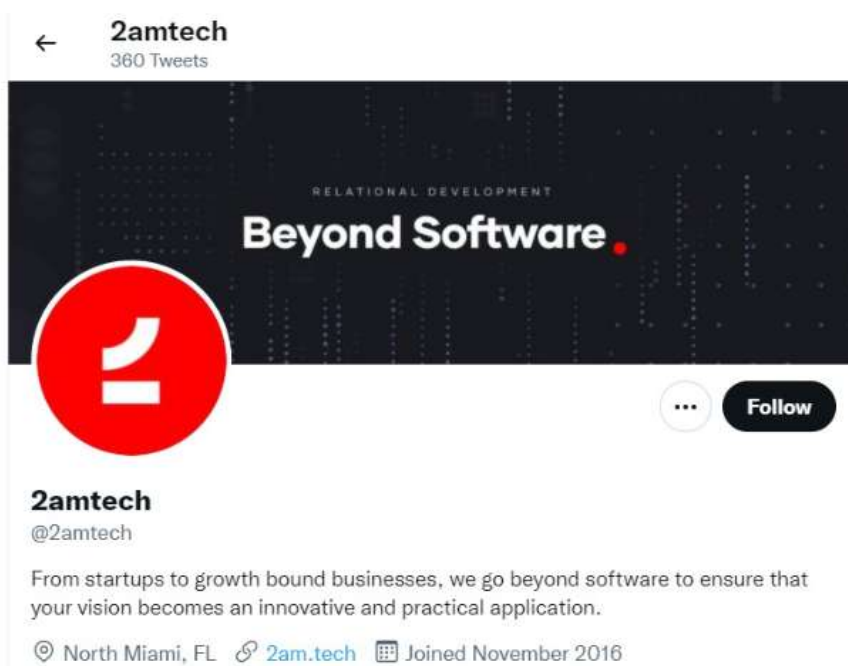 2amtech
360 Tweets
RELATIONAL DEVELOPMENT
Beyond Software.
Follow
2amtech
@2amtech
From startups to growth bound businesses, we go beyond software to ensure that
your vision becomes an innovative and practical application.
North Miami, FL 2am.tech Joined November 2016